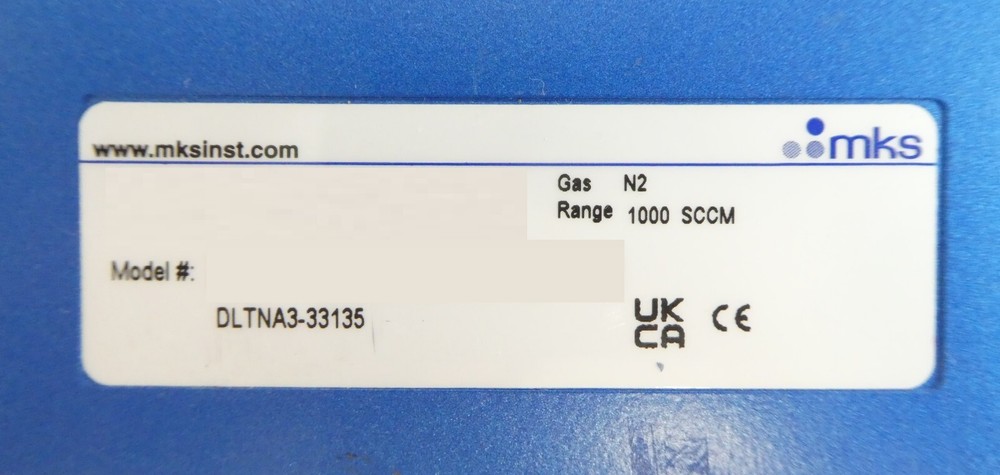 www.mksinst.com
mks
Gas N2
Range 1000 SCCM
Model #:
DLTNA3-33135
UK
CA
CE